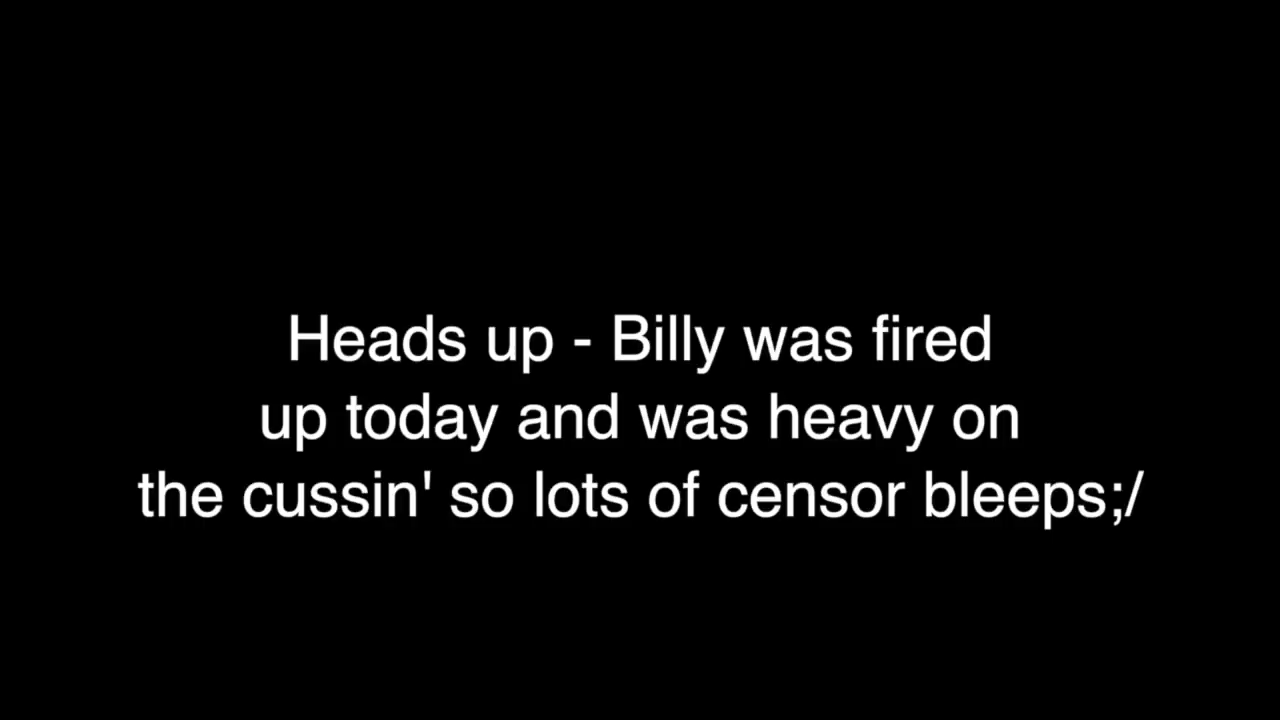 Heads up - Billy was fired
up today and was heavy on
the cussin' so lots of censor bleeps;/